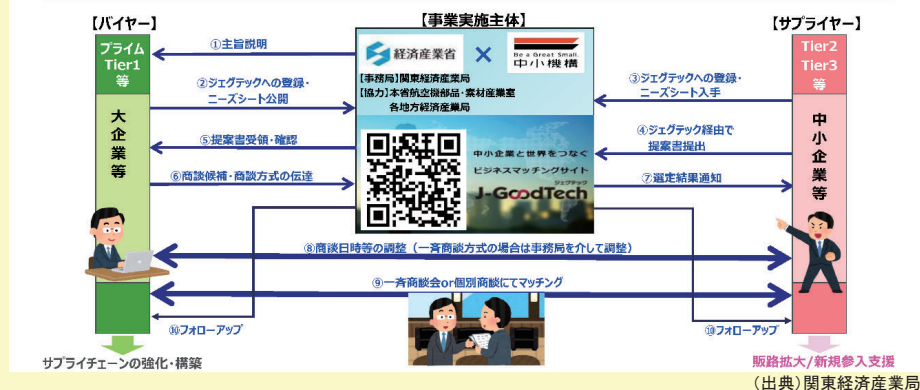 【バイヤー】
【事業実施主体】
【サプライヤー】
プライム
Tier1
等
大企業等
経済産業省
×
Be a Great Small.
中小機構
【事務局】関東経済産業局
【協力】本省航空機部品・素材産業室
各地方経済産業局
Tier2
Tier3
等
中小企業等
①主旨説明
②ジェグテックへの登録・
ニーズシート公開
③ジェグテックへの登録・
ニーズシート入手
④ジェグテック経由で
提案書提出
⑤提案書受領・確認
⑥商談候補・商談方式の伝達
中小企業と世界をつなぐ
ビジネスマッチングサイト
ジェグテック
J-GoodTech
⑦選定結果通知
⑧商談日時等の調整（一斉商談方式の場合は事務局を介して調整）
⑨一斉商談会or個別商談にてマッチング
⑩フォローアップ
⑩フォローアップ
サプライチェーンの強化・構築
販路拡大/新規参入支援
（出典）関東経済産業局